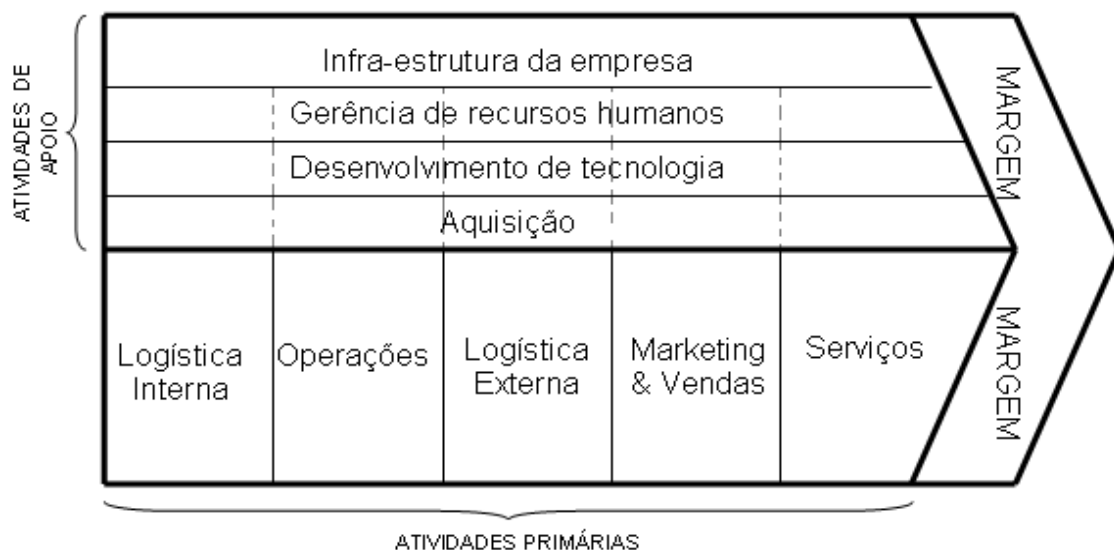 ATIVIDADES DE
APOIO
Infra-estrutura da empresa
Gerência de recursos humanos
Desenvolvimento de tecnologia
Aquisição
MARGEM
Logística
Interna
Operações
Logística
Externa
Marketing
& Vendas
Serviços
MARGEM
ATIVIDADES PRIMÁRIAS